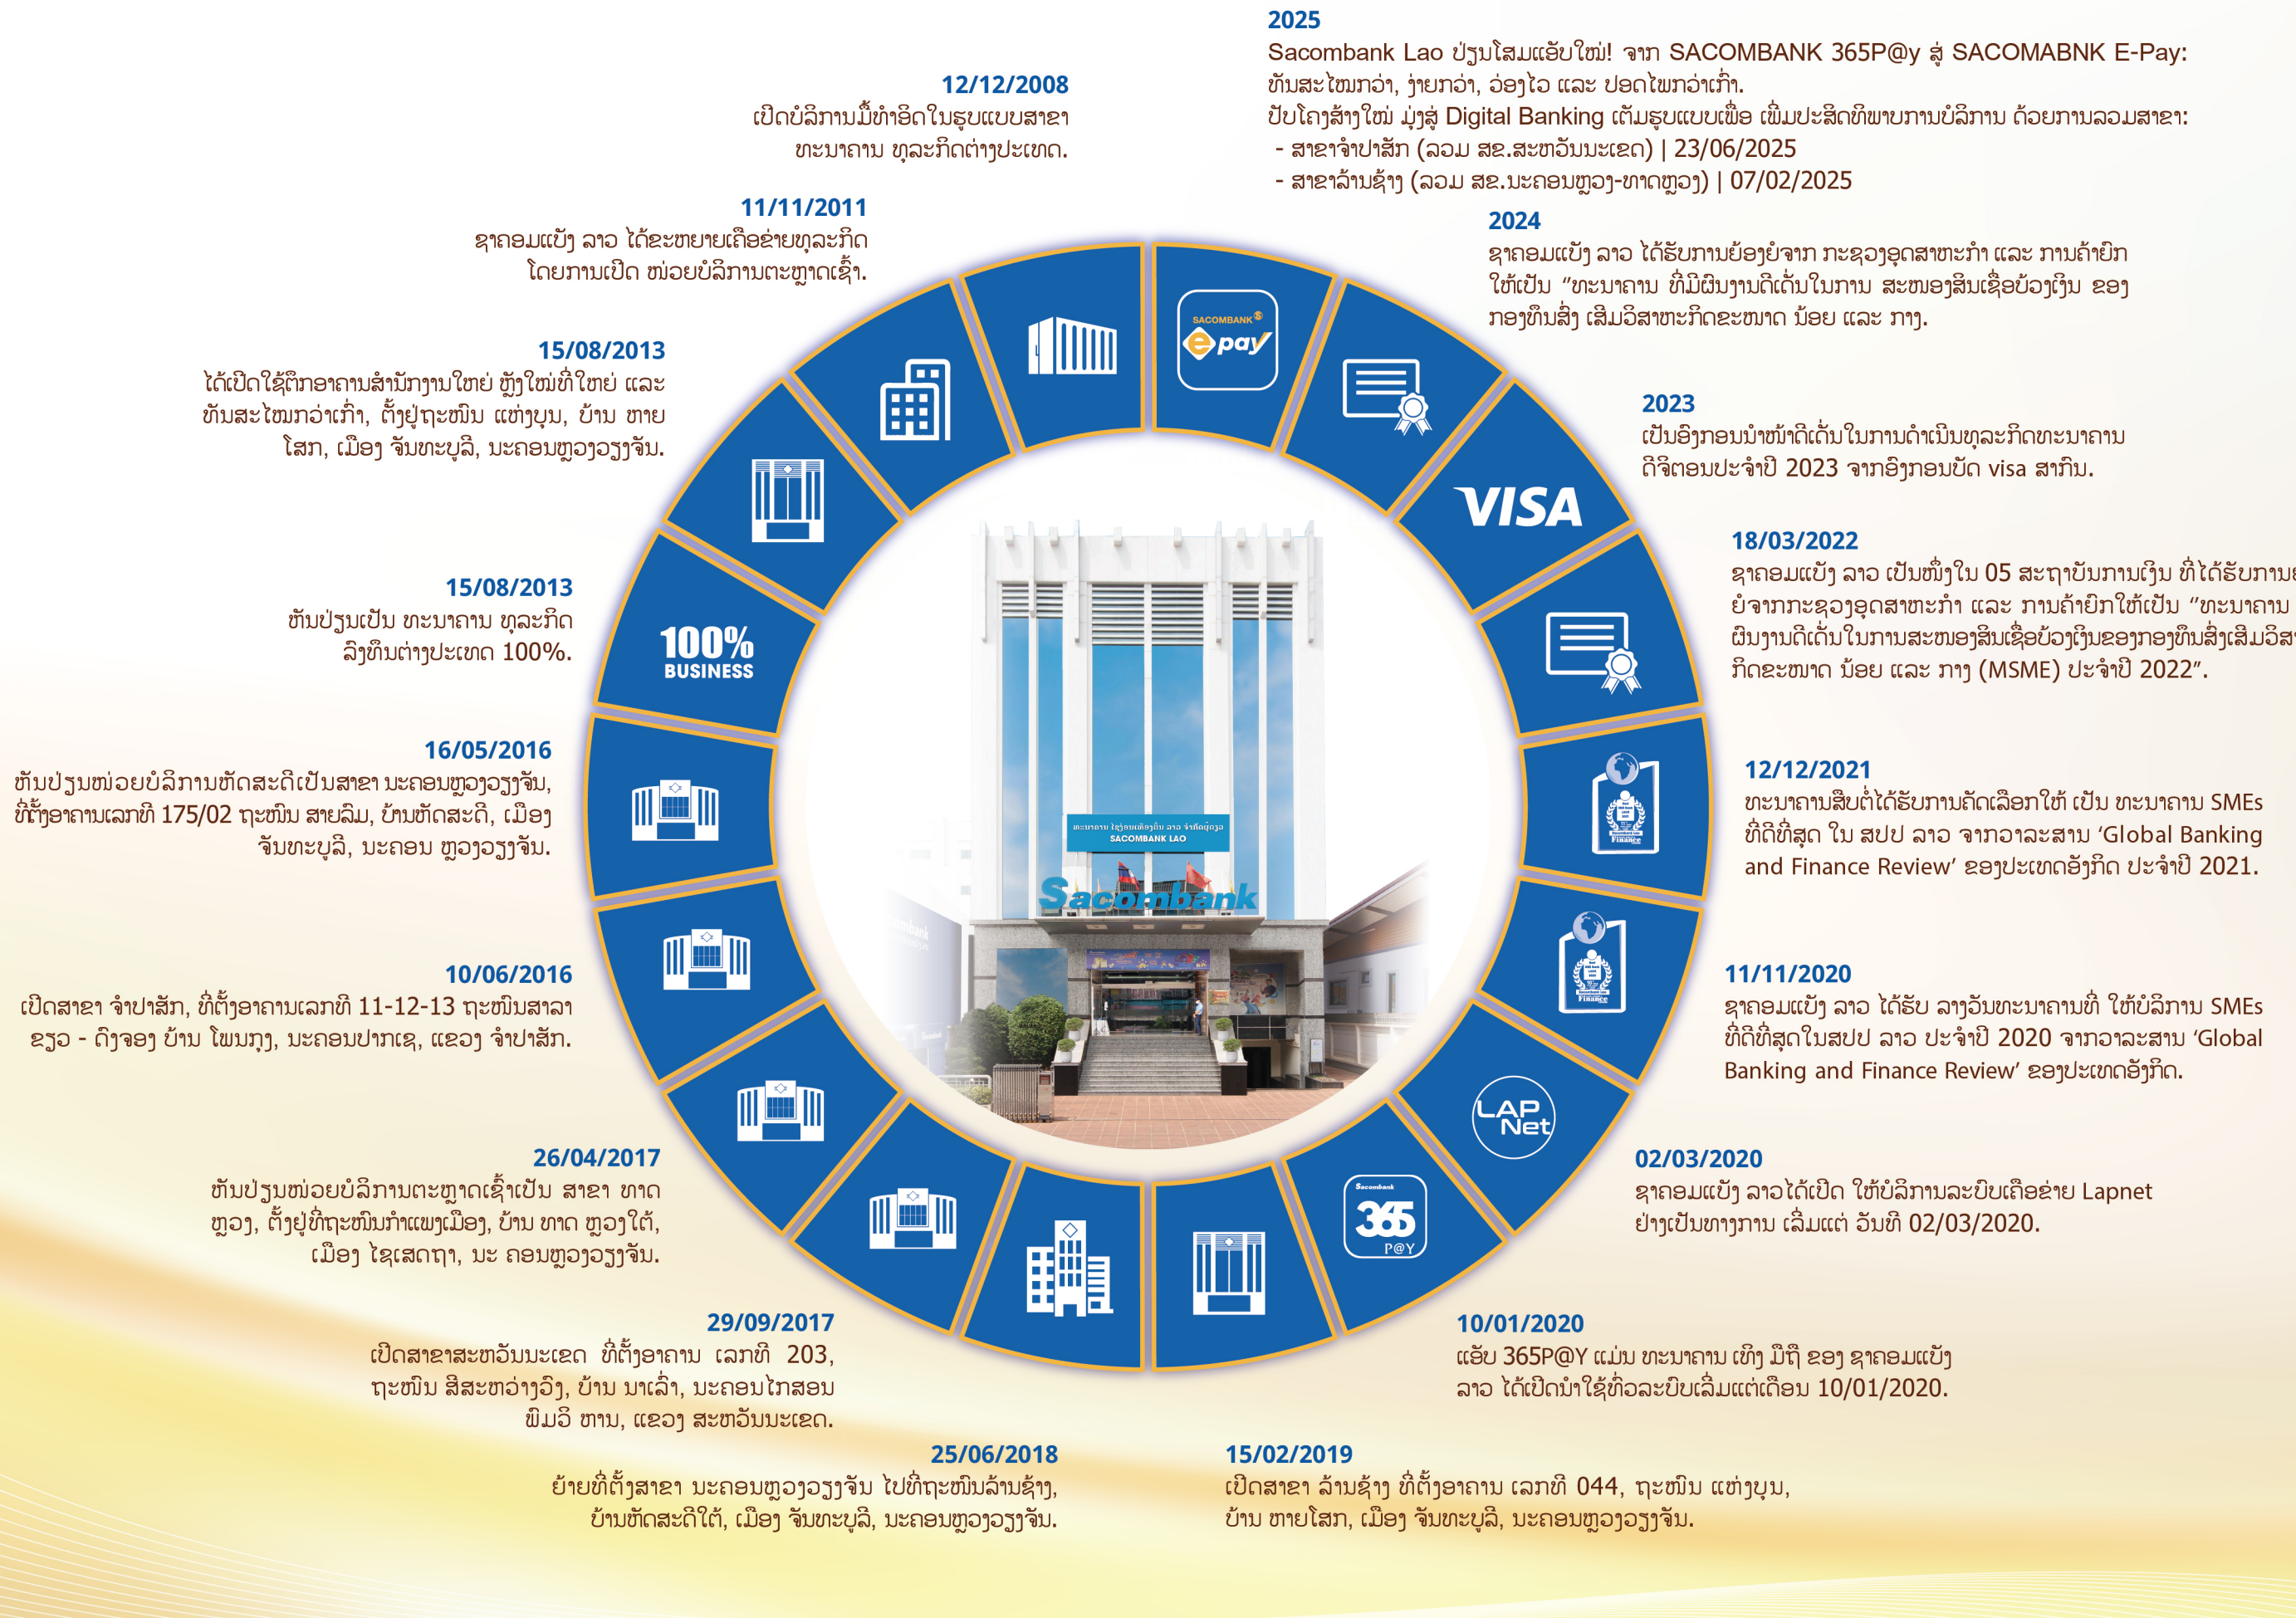 2025
Sacombank Lao ປ່ຽນໂສມແອັບໃໝ່! ຈາກ SACOMBANK 365P@y ສູ່ SACOMABNK E-Pay:
ທັນສະໄໝກວ່າ, ງ່າຍກວ່າ, ວ່ອງໄວ ແລະ ປອດໄພກວ່າເກົ່າ.
ປັບໂຄງສ້າງໃໝ່ ມຸ່ງສູ່ Digital Banking ເຕັມຮູບແບບເພື່ອ ເພີ່ມປະສິດທິພາບການບໍລິການ ດ້ວຍການລວມສາຂາ:
- ສາຂາຈຳປາສັກ (ລວມ ສຂ.ສະຫວັນນະເຂດ) | 23/06/2025
- ສາຂາລ້ານຊ້າງ (ລວມ ສຂ.ນະຄອນຫຼວງ-ທາດຫຼວງ) | 07/02/2025
2024
ຊາຄອມແບັງ ລາວ ໄດ້ຮັບການຍ້ອງຍໍຈາກ ກະຊວງອຸດສາຫະກຳ ແລະ ການຄ້າຍົກ
ໃຫ້ເປັນ “ທະນາຄານ ທີ່ມີຜົນງານດີເດັ່ນໃນການ ສະໜອງສິນເຊື່ອບ້ວງເງິນ ຂອງ
ກອງທຶນສົ່ງ ເສີມວິສາຫະກິດຂະໜາດ ນ້ອຍ ແລະ ກາງ.
2023
ເປັນອົງກອນນຳໜ້າດີເດັ່ນໃນການດຳເນີນທຸລະກິດທະນາຄານ
ດີຈິຕອນປະຈຳປີ 2023 ຈາກອົງກອນບັດ visa ສາກົນ.
18/03/2022
ຊາຄອມແບັງ ລາວ ເປັນໜຶ່ງໃນ 05 ສະຖາບັນການເງິນ ທີ່ໄດ້ຮັບການ
ຍໍຈາກກະຊວງອຸດສາຫະກຳ ແລະ ການຄ້າຍົກໃຫ້ເປັນ “ທະນາຄານ
ຜົນງານດີເດັ່ນໃນການສະໜອງສິນເຊື່ອບ້ວງເງິນຂອງກອງທຶນສົ່ງເສີມ
ກິດຂະໜາດ ນ້ອຍ ແລະ ກາງ (MSME) ປະຈຳປີ 2022”.
12/12/2021
ທະນາຄານສືບຕໍ່ໄດ້ຮັບການຄັດເລືອກໃຫ້ ເປັນ ທະນາຄານ SMEs
ທີ່ດີທີ່ສຸດ ໃນ ສປປ ລາວ ຈາກວາລະສານ ‘Global Banking
and Finance Review’ ຂອງປະເທດອັງກິດ ປະຈຳປີ 2021.
11/11/2020
ຊາຄອມແບັງ ລາວ ໄດ້ຮັບ ລາງວັນທະນາຄານທີ່ ໃຫ້ບໍລິການ SMEs
ທີ່ດີທີ່ສຸດໃນສປປ ລາວ ປະຈຳປີ 2020 ຈາກວາລະສານ ‘Global
Banking and Finance Review’ ຂອງປະເທດອັງກິດ.
02/03/2020
ຊາຄອມແບັງ ລາວໄດ້ເປີດ ໃຫ້ບໍລິການລະບົບເຄືອຂ່າຍ Lapnet
ຢ່າງເປັນທາງການ ເລີ່ມແຕ່ ວັນທີ 02/03/2020.
10/01/2020
ແອັບ 365P@Y ແມ່ນ ທະນາຄານ ເທິງ ມືຖື ຂອງ ຊາຄອມແບັງ
ລາວ ໄດ້ເປີດນຳໃຊ້ທົ່ວລະບົບເລີ່ມແຕ່ເດືອນ 10/01/2020.
15/02/2019
ເປີດສາຂາ ລ້ານຊ້າງ ທີ່ຕັ້ງອາຄານ ເລກທີ 044, ຖະໜົນ ແຫ່ງບຸນ,
ບ້ານ ຫາຍໂສກ, ເມືອງ ຈັນທະບູລີ, ນະຄອນຫຼວງວຽງຈັນ.
25/06/2018
ຍ້າຍທີ່ຕັ້ງສາຂາ ນະຄອນຫຼວງວຽງຈັນ ໄປທີ່ຖະໜົນລ້ານຊ້າງ,
ບ້ານຫັດສະດີໃຕ້, ເມືອງ ຈັນທະບູລີ, ນະຄອນຫຼວງວຽງຈັນ.
29/09/2017
ເປີດສາຂາສະຫວັນນະເຂດ ທີ່ຕັ້ງອາຄານ ເລກທີ 203,
ຖະໜົນ ສີສະຫວ່າງວົງ, ບ້ານ ນາເລົ່າ, ນະຄອນໄກສອນ
ພົມວິ ຫານ, ແຂວງ ສະຫວັນນະເຂດ.
26/04/2017
ຫັນປ່ຽນໜ່ວຍບໍລິການຕະຫຼາດເຊົ້າເປັນ ສາຂາ ທາດ
ຫຼວງ, ຕັ້ງຢູ່ທີ່ຖະໜົນກຳແພງເມືອງ, ບ້ານ ທາດ ຫຼວງໃຕ້,
ເມືອງ ໄຊເສດຖາ, ນະ ຄອນຫຼວງວຽງຈັນ.
10/06/2016
ເປີດສາຂາ ຈຳປາສັກ, ທີ່ຕັ້ງອາຄານເລກທີ 11-12-13 ຖະໜົນສາລາ
ຂຽວ - ດົງຈອງ ບ້ານ ໂພນກຸງ, ນະຄອນປາກເຊ, ແຂວງ ຈຳປາສັກ.
16/05/2016
ຫັນປ່ຽນໜ່ວຍບໍລິການຫັດສະດີເປັນສາຂາ ນະຄອນຫຼວງວຽງຈັນ,
ທີ່ຕັ້ງອາຄານເລກທີ 175/02 ຖະໜົນ ສາຍລົມ, ບ້ານຫັດສະດີ, ເມືອງ
ຈັນທະບູລີ, ນະຄອນ ຫຼວງວຽງຈັນ.
15/08/2013
ຫັນປ່ຽນເປັນ ທະນາຄານ ທຸລະກິດ
ລົງທຶນຕ່າງປະເທດ 100%.
15/08/2013
ໄດ້ເປີດໃຊ້ຕຶກອາຄານສຳນັກງານໃຫຍ່ ຫຼັງໃໝ່ທີ່ໃຫຍ່ ແລະ
ທັນສະໄໝກວ່າເກົ່າ, ຕັ້ງຢູ່ຖະໜົນ ແຫ່ງບຸນ, ບ້ານ ຫາຍ
ໂສກ, ເມືອງ ຈັນທະບູລີ, ນະຄອນຫຼວງວຽງຈັນ.
11/11/2011
ຊາຄອມແບັງ ລາວ ໄດ້ຂະຫຍາຍເຄືອຂ່າຍທຸລະກິດ
ໂດຍການເປີດ ໜ່ວຍບໍລິການຕະຫຼາດເຊົ້າ.
12/12/2008
ເປີດບໍລິການມື້ທຳອິດໃນຮູບແບບສາຂາ
ທະນາຄານ ທຸລະກິດຕ່າງປະເທດ.
SACOMBANK
e pay
VISA
LAP
Net
Sacombank
365
P@Y
100%
BUSINESS
SACOMBANK LAO
Sacombank
Finance
Finance